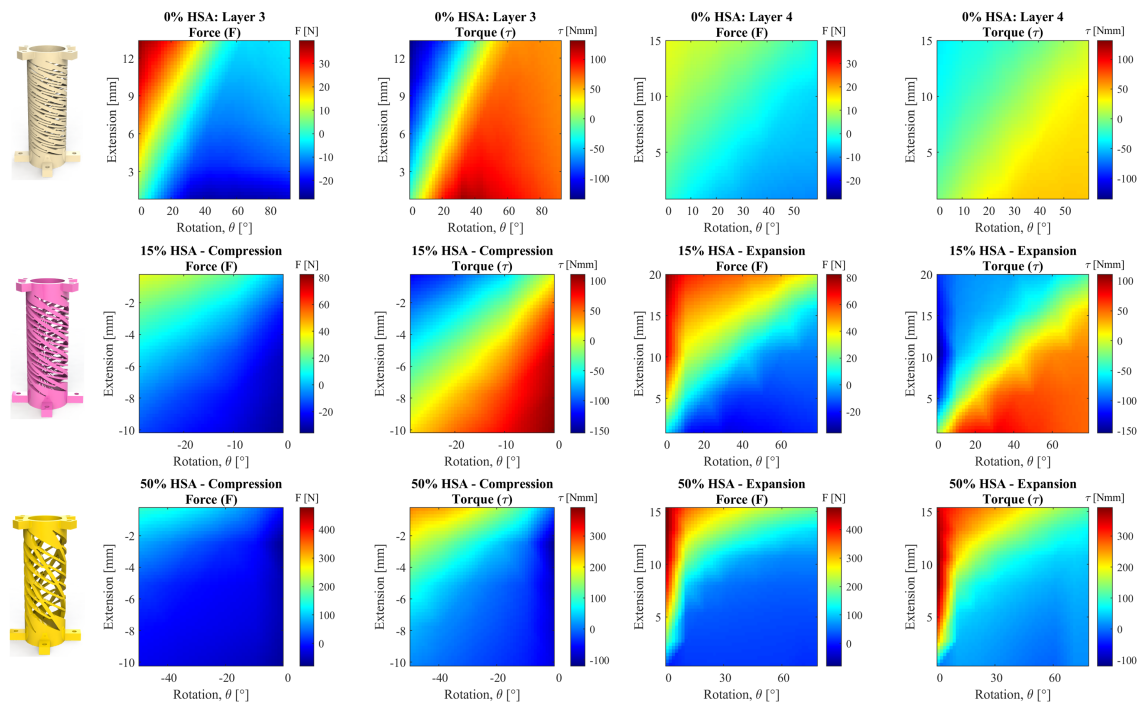 0% HSA: Layer 3
Force (F)
F [N]
30
20
10
0
-10
-20
12
9
6
3
Extension [mm]
0 20 40 60 80
Rotation, θ [°]
0% HSA: Layer 3
Torque (τ)
τ [Nmm]
100
50
0
-50
-100
12
9
6
3
Extension [mm]
0 20 40 60 80
Rotation, θ [°]
0% HSA: Layer 4
Force (F)
F [N]
30
20
10
0
-10
-20
15
10
5
Extension [mm]
0 10 20 30 40 50
Rotation, θ [°]
0% HSA: Layer 4
Torque (τ)
τ [Nmm]
100
50
0
-50
-100
15
10
5
Extension [mm]
0 10 20 30 40 50
Rotation, θ [°]
15% HSA - Compression
Force (F)
F [N]
80
60
40
20
0
-20
-2
-4
-6
-8
-10
Extension [mm]
-20 -10 0
Rotation, θ [°]
15% HSA - Compression
Torque (τ)
τ [Nmm]
100
50
0
-50
-100
-150
-2
-4
-6
-8
-10
Extension [mm]
-20 -10 0
Rotation, θ [°]
15% HSA - Expansion
Force (F)
F [N]
80
60
40
20
0
-20
20
15
10
5
Extension [mm]
0 20 40 60
Rotation, θ [°]
15% HSA - Expansion
Torque (τ)
τ [Nmm]
100
50
0
-50
-100
-150
20
15
10
5
Extension [mm]
0 20 40 60
Rotation, θ [°]
50% HSA - Compression
Force (F)
F [N]
400
300
200
100
0
-2
-4
-6
-8
-10
Extension [mm]
-40 -20 0
Rotation, θ [°]
50% HSA - Compression
Torque (τ)
τ [Nmm]
300
200
100
0
-100
-2
-4
-6
-8
-10
Extension [mm]
-40 -20 0
Rotation, θ [°]
50% HSA - Expansion
Force (F)
F [N]
400
300
200
100
0
15
10
5
Extension [mm]
0 30 60
Rotation, θ [°]
50% HSA - Expansion
Torque (τ)
τ [Nmm]
300
200
100
0
-100
15
10
5
Extension [mm]
0 30 60
Rotation, θ [°]